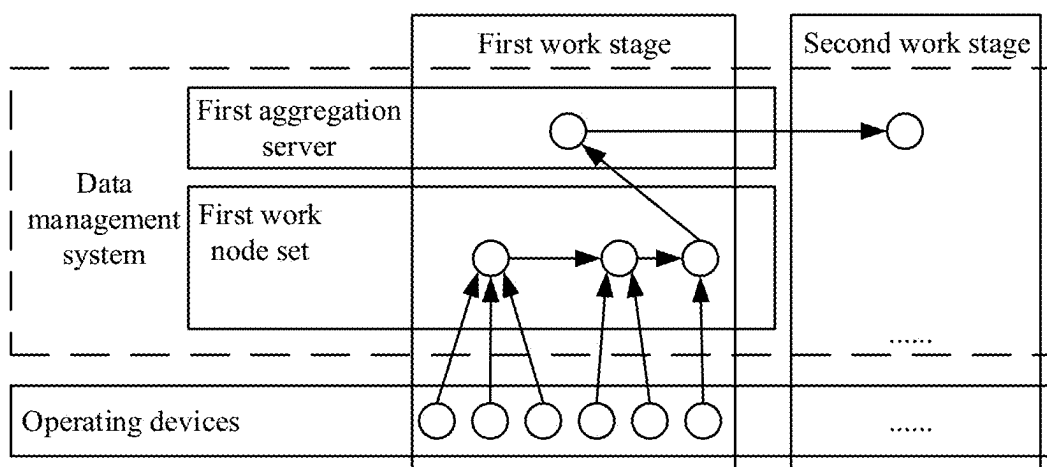 First work stage
Second work stage
First aggregation
server
Data
management
system
First work
node set
......
Operating devices
......